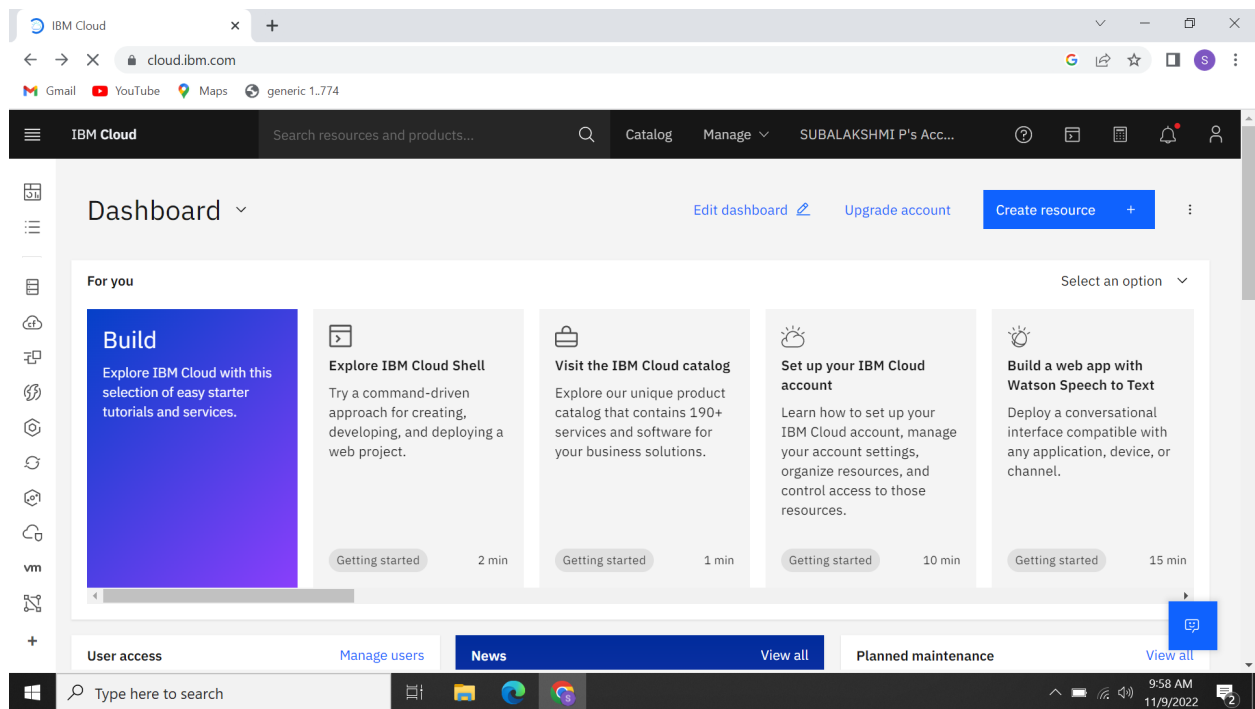 IBM Cloud
cloud.ibm.com
G S
Gmail YouTube Maps generic 1..774
IBM Cloud Search resources and products... Catalog Manage SUBALAKSHMI P's Acc...
Dashboard Edit dashboard Upgrade account Create resource +
For you Select an option
Build
Explore IBM Cloud with this
selection of easy starter
tutorials and services.
Explore IBM Cloud Shell
Try a command-driven
approach for creating,
developing, and deploying a
web project.
Getting started 2 min
Visit the IBM Cloud catalog
Explore our unique product
catalog that contains 190+
services and software for
your business solutions.
Getting started 1 min
Set up your IBM Cloud
account
Learn how to set up your
IBM Cloud account, manage
your account settings,
organize resources, and
control access to those
resources.
Getting started 10 min
Build a web app with
Watson Speech to Text
Deploy a conversational
interface compatible with
any application, device, or
channel.
Getting started 15 min
cf
vm
User access Manage users News View all Planned maintenance View all
Type here to search
S
9:58 AM
11/9/2022
2